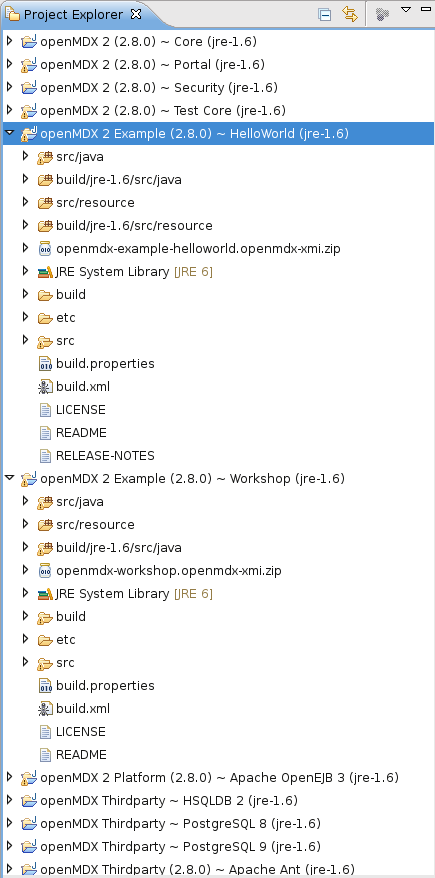 Project Explorer
openMDX 2 (2.8.0) ~ Core (jre-1.6)
openMDX 2 (2.8.0) ~ Portal (jre-1.6)
openMDX 2 (2.8.0) ~ Security (jre-1.6)
openMDX 2 (2.8.0) ~ Test Core (jre-1.6)
openMDX 2 Example (2.8.0) ~ HelloWorld (jre-1.6)
src/java
build/jre-1.6/src/java
src/resource
build/jre-1.6/src/resource
openmdx-example-helloworld.openmdx-xmi.zip
JRE System Library [JRE 6]
build
etc
src
build.properties
build.xml
LICENSE
README
RELEASE-NOTES
openMDX 2 Example (2.8.0) ~ Workshop (jre-1.6)
src/java
src/resource
build/jre-1.6/src/java
openmdx-workshop.openmdx-xmi.zip
JRE System Library [JRE 6]
build
etc
src
build.properties
build.xml
LICENSE
README
openMDX 2 Platform (2.8.0) ~ Apache OpenEJB 3 (jre-1.6)
openMDX Thirdparty ~ HSQLDB 2 (jre-1.6)
openMDX Thirdparty ~ PostgreSQL 8 (jre-1.6)
openMDX Thirdparty ~ PostgreSQL 9 (jre-1.6)
openMDX Thirdparty (2.8.0) ~ Apache Ant (jre-1.6)